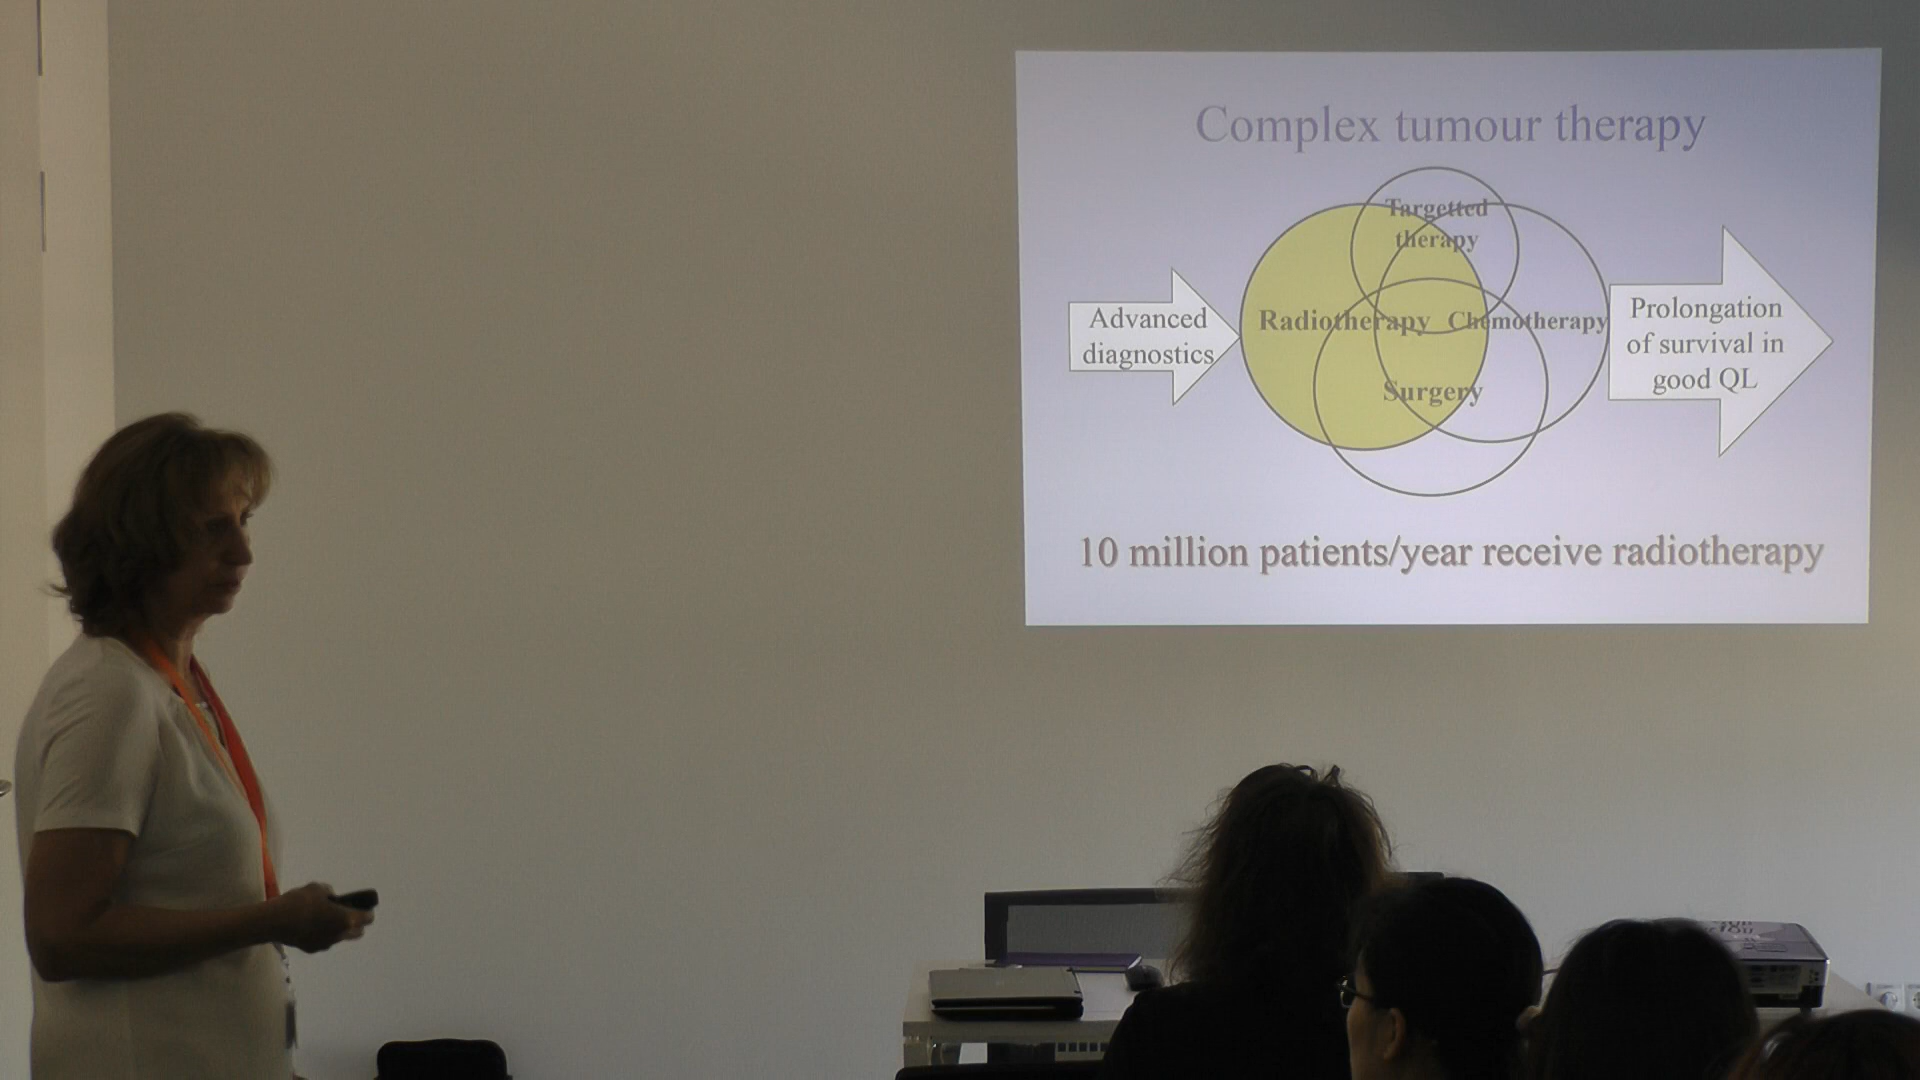 Complex tumour therapy
Targetted
therapy
Advanced
diagnostics
Radiotherapy
Chemotherapy
Surgery
Prolongation
of survival in
good QL
10 million patients/year receive radiotherapy